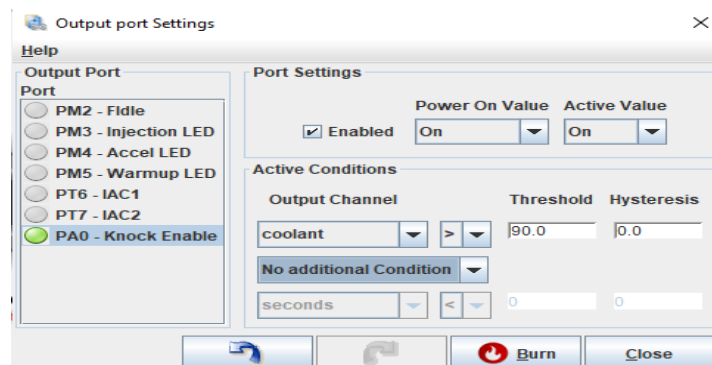 Output port Settings
Help
Output Port
Port
PM2 - FIdle
PM3 - Injection LED
PM4 - Accel LED
PM5 - Warmup LED
PT6 - IAC1
PT7 - IAC2
PA0 - Knock Enable
Port Settings
Power On Value Active Value
Enabled On On
Active Conditions
Output Channel Threshold Hysteresis
coolant > 90.0 0.0
No additional Condition
seconds < 0 0
Burn Close